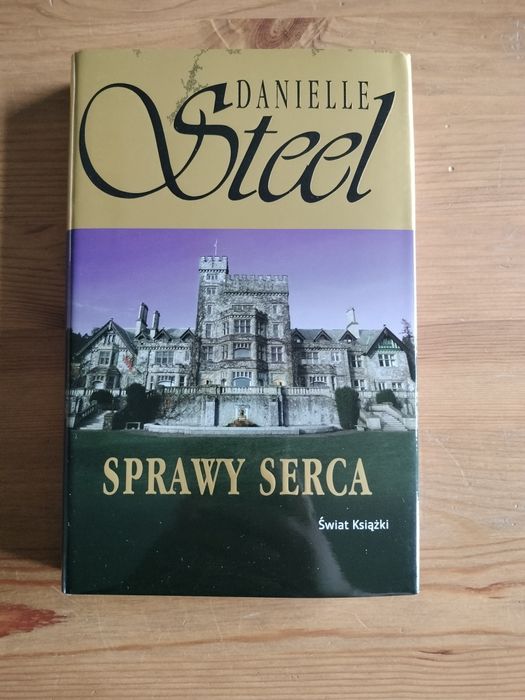 DANIELLE
Steel
SPRAWY SERCA
Świat Książki